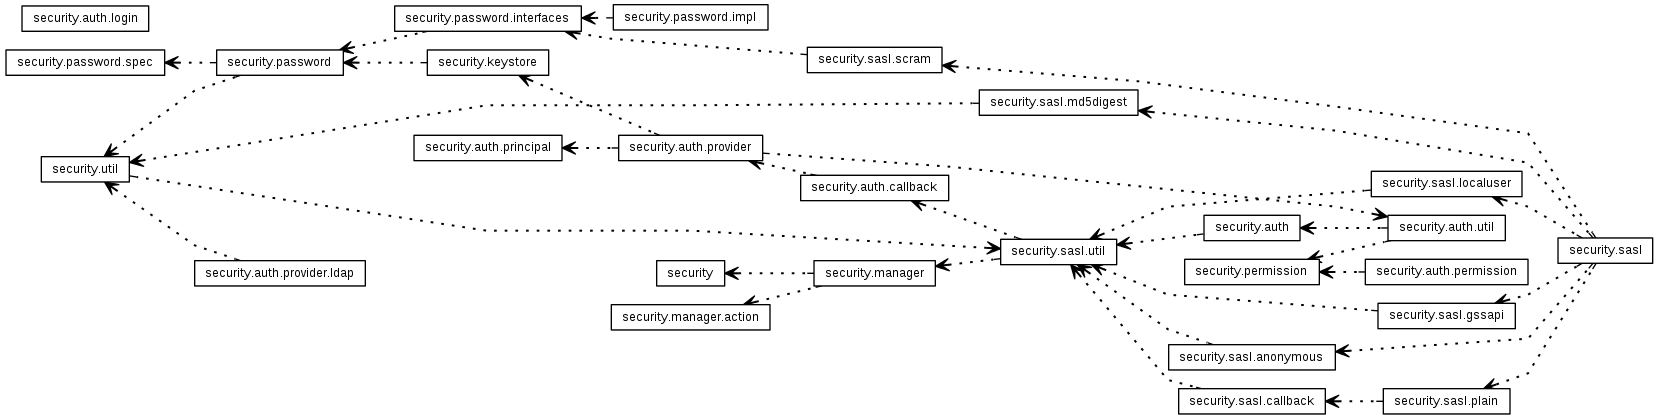 security.auth.login
security.password.interfaces
security.password.impl
security.password.spec
security.password
security.keystore
security.sasl.scram
security.sasl.md5digest
security.auth.principal
security.auth.provider
security.util
security.auth.callback
security.sasl.localuser
security.auth
security.auth.util
security.sasl.util
security.sasl
security.auth.provider.ldap
security
security.manager
security.permission
security.auth.permission
security.manager.action
security.sasl.gssapi
security.sasl.anonymous
security.sasl.callback
security.sasl.plain